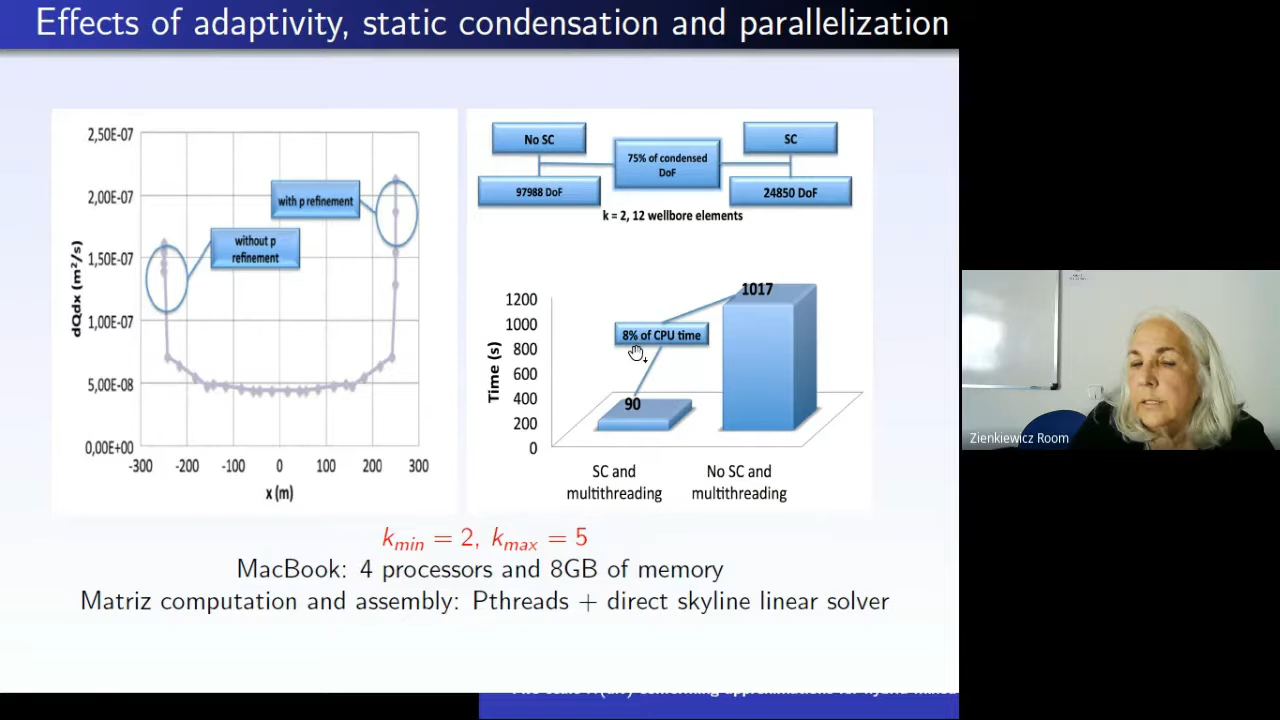 Effects of adaptivity, static condensation and parallelization
2,50E-07
2,00E-07
1,50E-07
1,00E-07
5,00E-08
0,00E+00
dQdx (m²/s)
with p refinement
without p
refinement
-300 -200 -100 0 100 200 300
x (m)
No SC
SC
75% of condensed
DoF
97988 DoF
24850 DoF
k = 2, 12 wellbore elements
1200
1000
800
600
400
200
0
Time (s)
1017
8% of CPU time
90
SC and
multithreading
No SC and
multithreading
kmin = 2, kmax = 5
MacBook: 4 processors and 8GB of memory
Matriz computation and assembly: Pthreads + direct skyline linear solver
Zienkiewicz Room